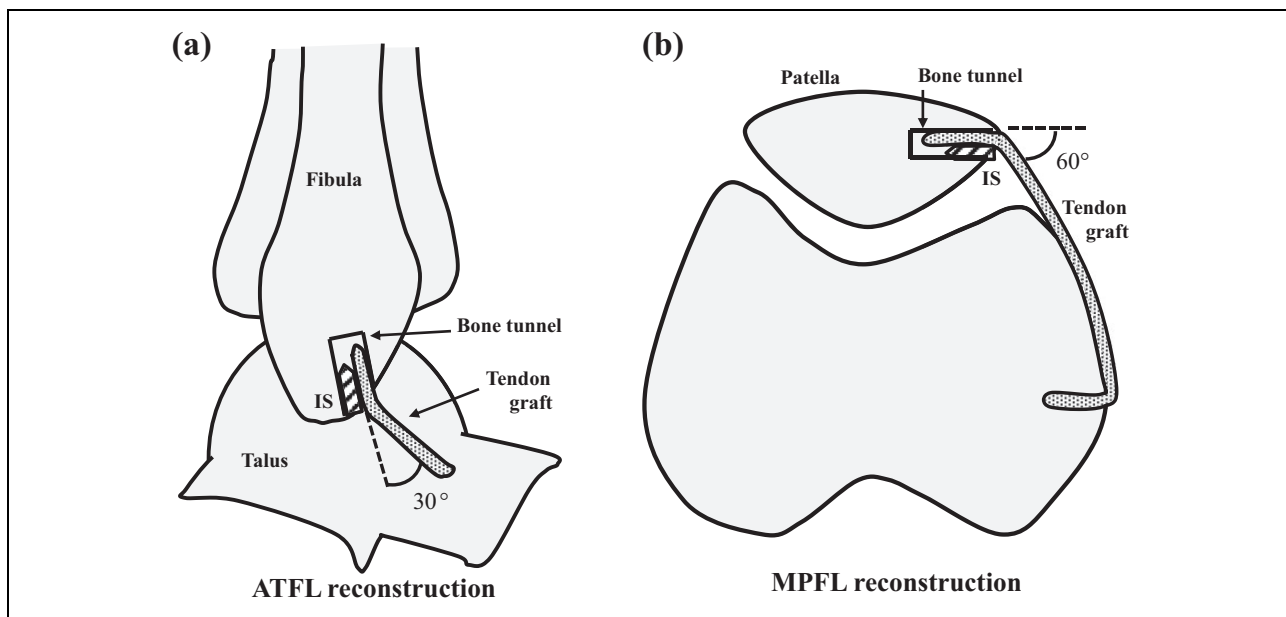 (a)
Fibula
Bone tunnel
Tendon
graft
IS
Talus
30°
ATFL reconstruction
(b)
Patella
Bone tunnel
60°
IS
Tendon
graft
MPFL reconstruction